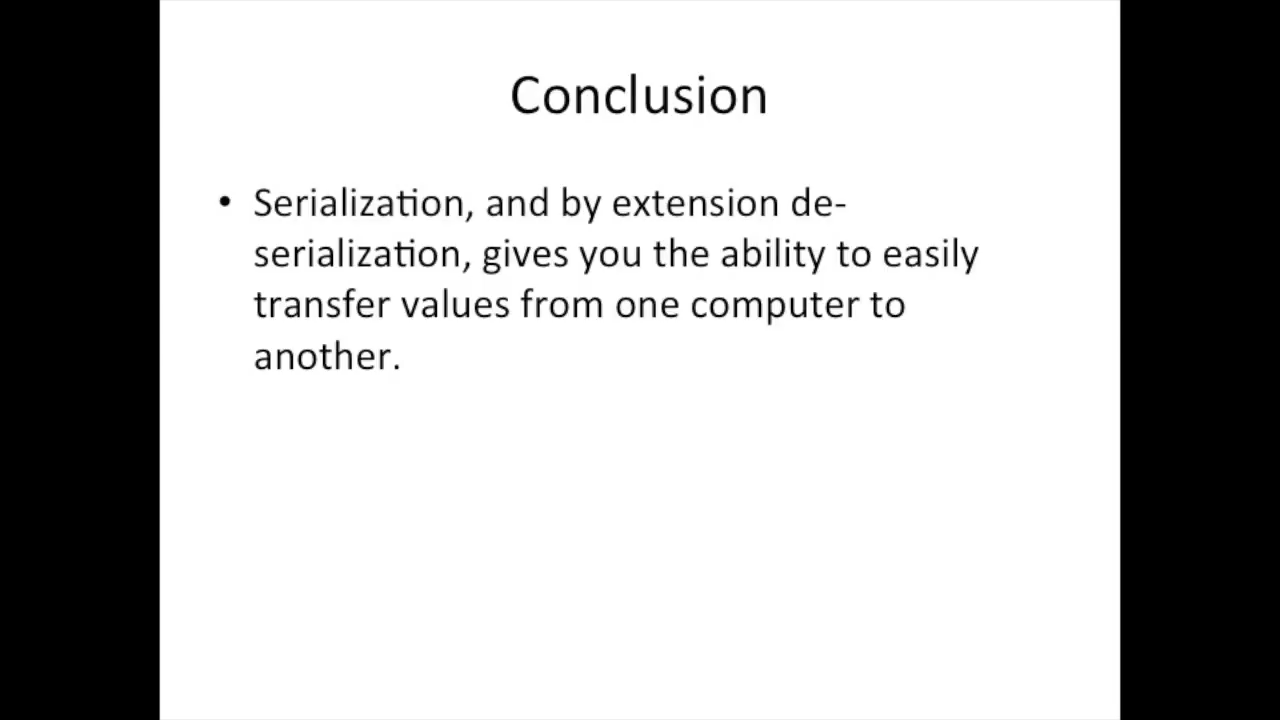 Conclusion
• Serialization, and by extension de-
serialization, gives you the ability to easily
transfer values from one computer to
another.